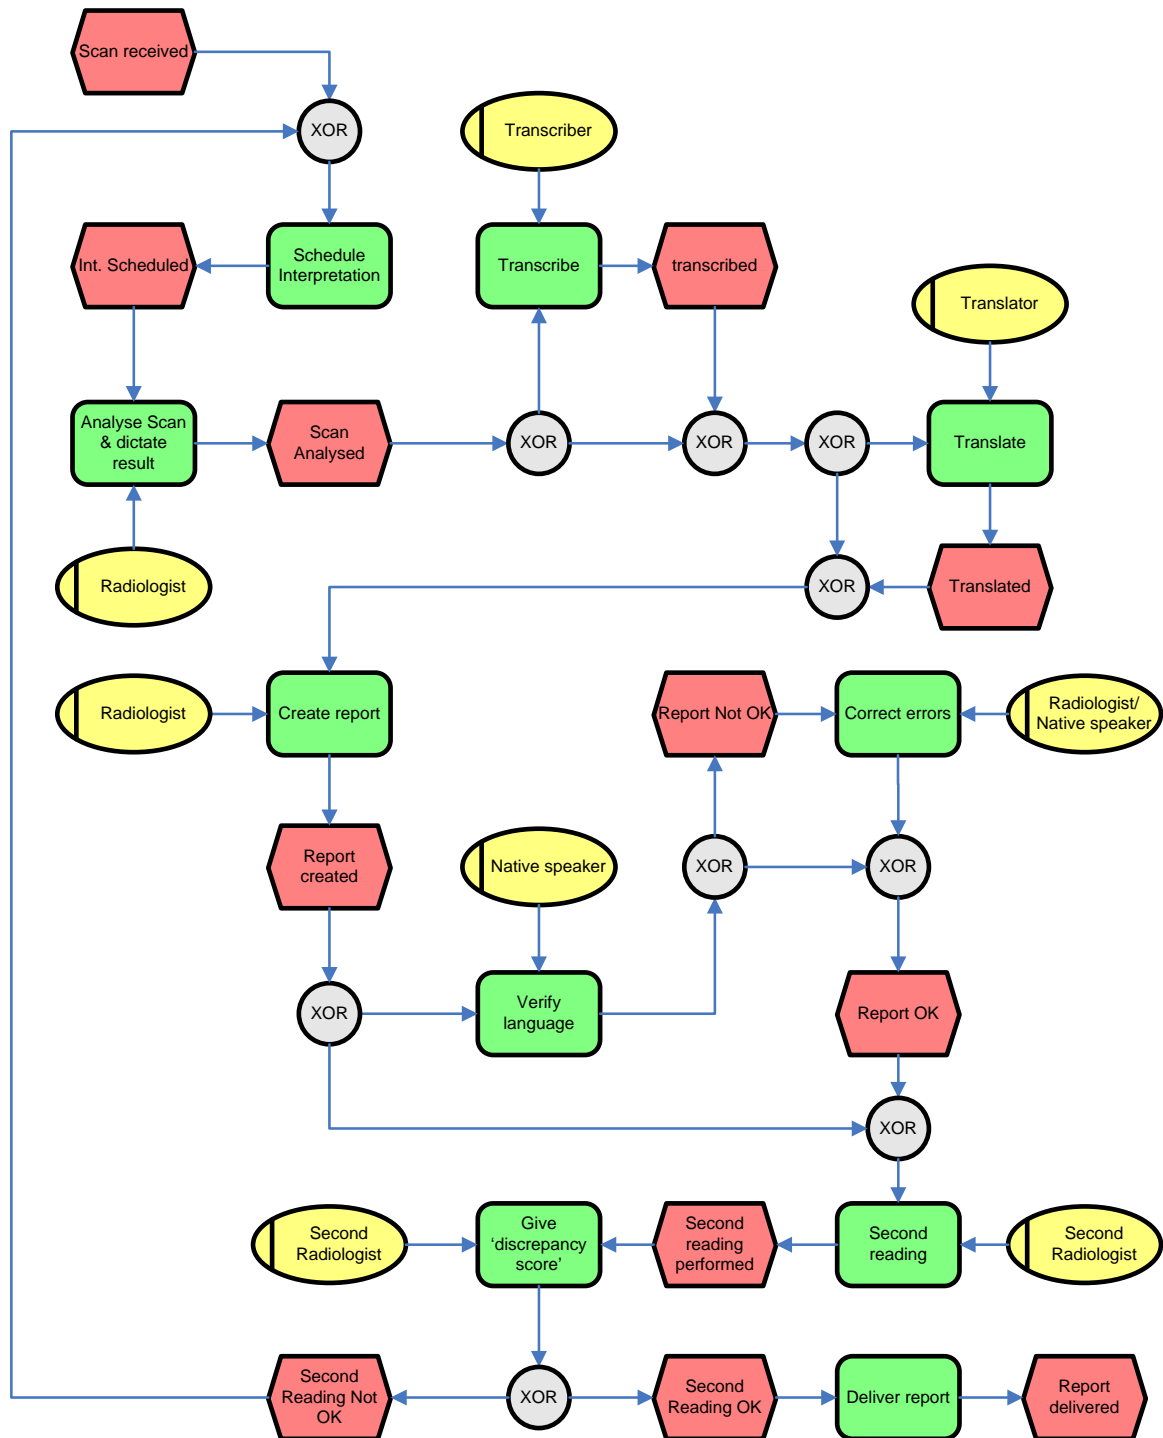 Scan received
XOR
Transcriber
Int. Scheduled
Schedule
Interpretation
Transcribe
transcribed
Translator
Analyse Scan
& dictate
result
Scan
Analysed
XOR
XOR
XOR
Translate
Radiologist
XOR
Translated
Radiologist
Create report
Report Not OK
Correct errors
Radiologist/
Native speaker
Report
created
Native speaker
XOR
XOR
XOR
Verify
language
Report OK
XOR
Second
Radiologist
Give
‘discrepancy
score’
Second
reading
performed
Second
reading
Second
Radiologist
Second
Reading Not
OK
XOR
Second
Reading OK
Deliver report
Report
delivered